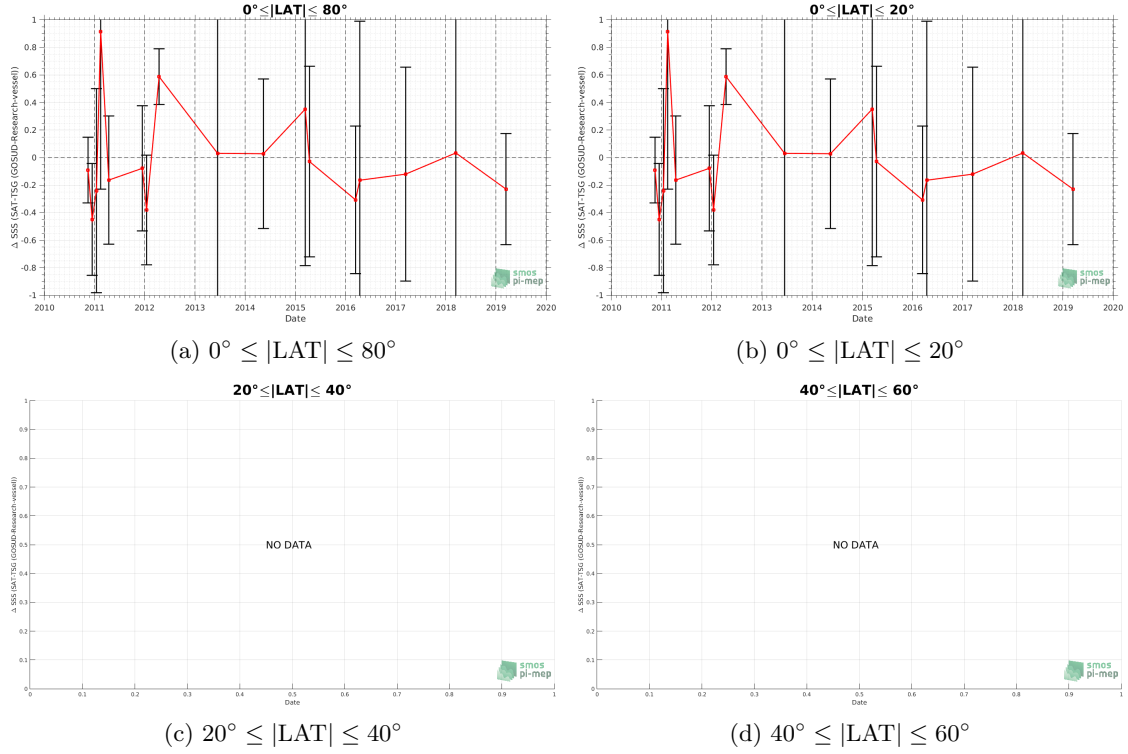 0°≤|LAT|≤ 80°
1
0.8
0.6
0.4
0.2
0
-0.2
-0.4
-0.6
-0.8
-1
Δ SSS (SAT-TSG (GOSUD-Research-vessel))
2010 2011 2012 2013 2014 2015 2016 2017 2018 2019 2020
Date
smos
pi-mep
(a) 0° ≤ |LAT| ≤ 80°
0°≤|LAT|≤ 20°
1
0.8
0.6
0.4
0.2
0
-0.2
-0.4
-0.6
-0.8
-1
Δ SSS (SAT-TSG (GOSUD-Research-vessel))
2010 2011 2012 2013 2014 2015 2016 2017 2018 2019 2020
Date
smos
pi-mep
(b) 0° ≤ |LAT| ≤ 20°
20°≤|LAT|≤ 40°
1
0.9
0.8
0.7
0.6
0.5
0.4
0.3
0.2
0.1
0
Δ SSS (SAT-TSG (GOSUD-Research-vessel))
NO DATA
0 0.1 0.2 0.3 0.4 0.5 0.6 0.7 0.8 0.9 1
Date
smos
pi-mep
(c) 20° ≤ |LAT| ≤ 40°
40°≤|LAT|≤ 60°
1
0.9
0.8
0.7
0.6
0.5
0.4
0.3
0.2
0.1
0
Δ SSS (SAT-TSG (GOSUD-Research-vessel))
NO DATA
0 0.1 0.2 0.3 0.4 0.5 0.6 0.7 0.8 0.9 1
Date
smos
pi-mep
(d) 40° ≤ |LAT| ≤ 60°